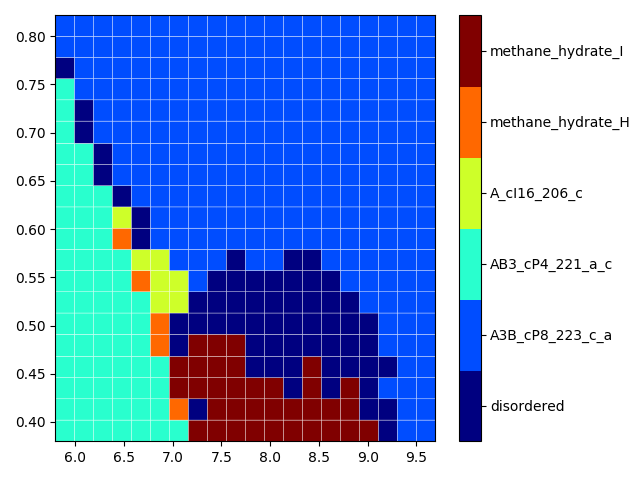 0.80
0.75
0.70
0.65
0.60
0.55
0.50
0.45
0.40
6.0 6.5 7.0 7.5 8.0 8.5 9.0 9.5
methane_hydrate_I
methane_hydrate_H
A_cI16_206_c
AB3_cP4_221_a_c
A3B_cP8_223_c_a
disordered